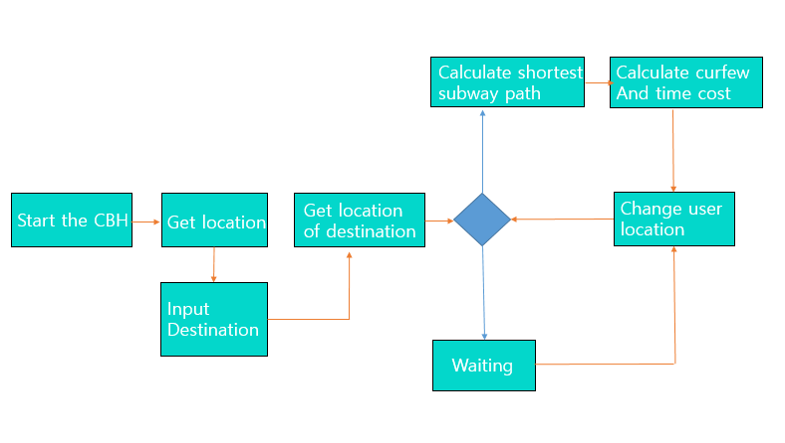 Calculate shortest
subway path
Calculate curfew
And time cost
Start the CBH
Get location
Get location
of destination
Change user
location
Input
Destination
Waiting